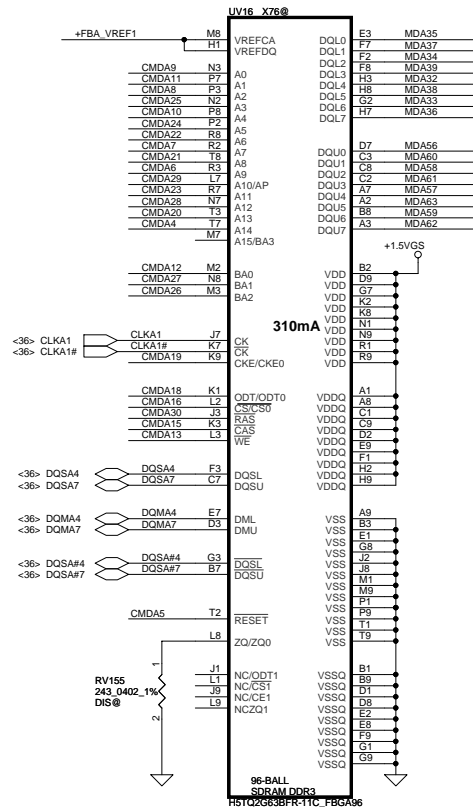 UV16 X76@
+FBA_VREF1 M8 VREFCA E3 MDA35
H1 VREFDQ DQL0 F7 MDA37
DQL1 F2 MDA34
DQL2 F8 MDA39
CMDA9 N3 A0 DQL3 H3 MDA32
CMDA11 P7 A1 DQL4 H8 MDA38
CMDA8 P3 A2 DQL5 G2 MDA33
CMDA25 N2 A3 DQL6 H7 MDA36
CMDA10 P8 A4 DQL7
CMDA24 P2 A5
CMDA22 R8 A6
CMDA7 R2 A7 DQU0 D7 MDA56
CMDA21 T8 A8 DQU1 C3 MDA60
CMDA6 R3 A9 DQU2 C8 MDA58
CMDA29 L7 A10/AP DQU3 C2 MDA61
CMDA23 R7 A11 DQU4 A7 MDA57
CMDA28 N7 A12 DQU5 A2 MDA63
CMDA20 T3 A13 DQU6 B8 MDA59
CMDA4 T7 A14 DQU7 A3 MDA62
M7 A15/BA3
+1.5VGS
CMDA12 M2 BA0 VDD B2
CMDA27 N8 BA1 VDD D9
CMDA26 M3 BA2 VDD G7
VDD K2
310mA VDD K8
VDD N1
<36> CLKA1 CLKA1 J7 CK VDD N9
<36> CLKA1# CLKA1# K7 CK VDD R1
CMDA19 K9 CKE/CKE0 VDD R9
CMDA18 K1 ODT/ODT0 VDDQ A1
CMDA16 L2 CS/CS0 VDDQ A8
CMDA30 J3 RAS VDDQ C1
CMDA15 K3 CAS VDDQ C9
CMDA13 L3 WE VDDQ D2
VDDQ E9
VDDQ F1
<36> DQSA4 DQSA4 F3 DQSL VDDQ H2
<36> DQSA7 DQSA7 C7 DQSU VDDQ H9
<36> DQMA4 DQMA4 E7 DML VSS A9
<36> DQMA7 DQMA7 D3 DMU VSS B3
VSS E1
VSS G8
<36> DQSA#4 DQSA#4 G3 DQSL VSS J2
<36> DQSA#7 DQSA#7 B7 DQSU VSS J8
VSS M1
VSS M9
VSS P1
CMDA5 T2 RESET VSS P9
VSS T1
L8 ZQ/ZQ0 VSS T9
1
RV155
243_0402_1%
DIS@
2
J1 NC/ODT1 VSSQ B1
L1 NC/CS1 VSSQ B9
J9 NC/CE1 VSSQ D1
L9 NCZQ1 VSSQ D8
VSSQ E2
VSSQ E8
VSSQ F9
VSSQ G1
VSSQ G9
96-BALL
SDRAM DDR3
H5TQ2G63BFR-11C_FBGA96